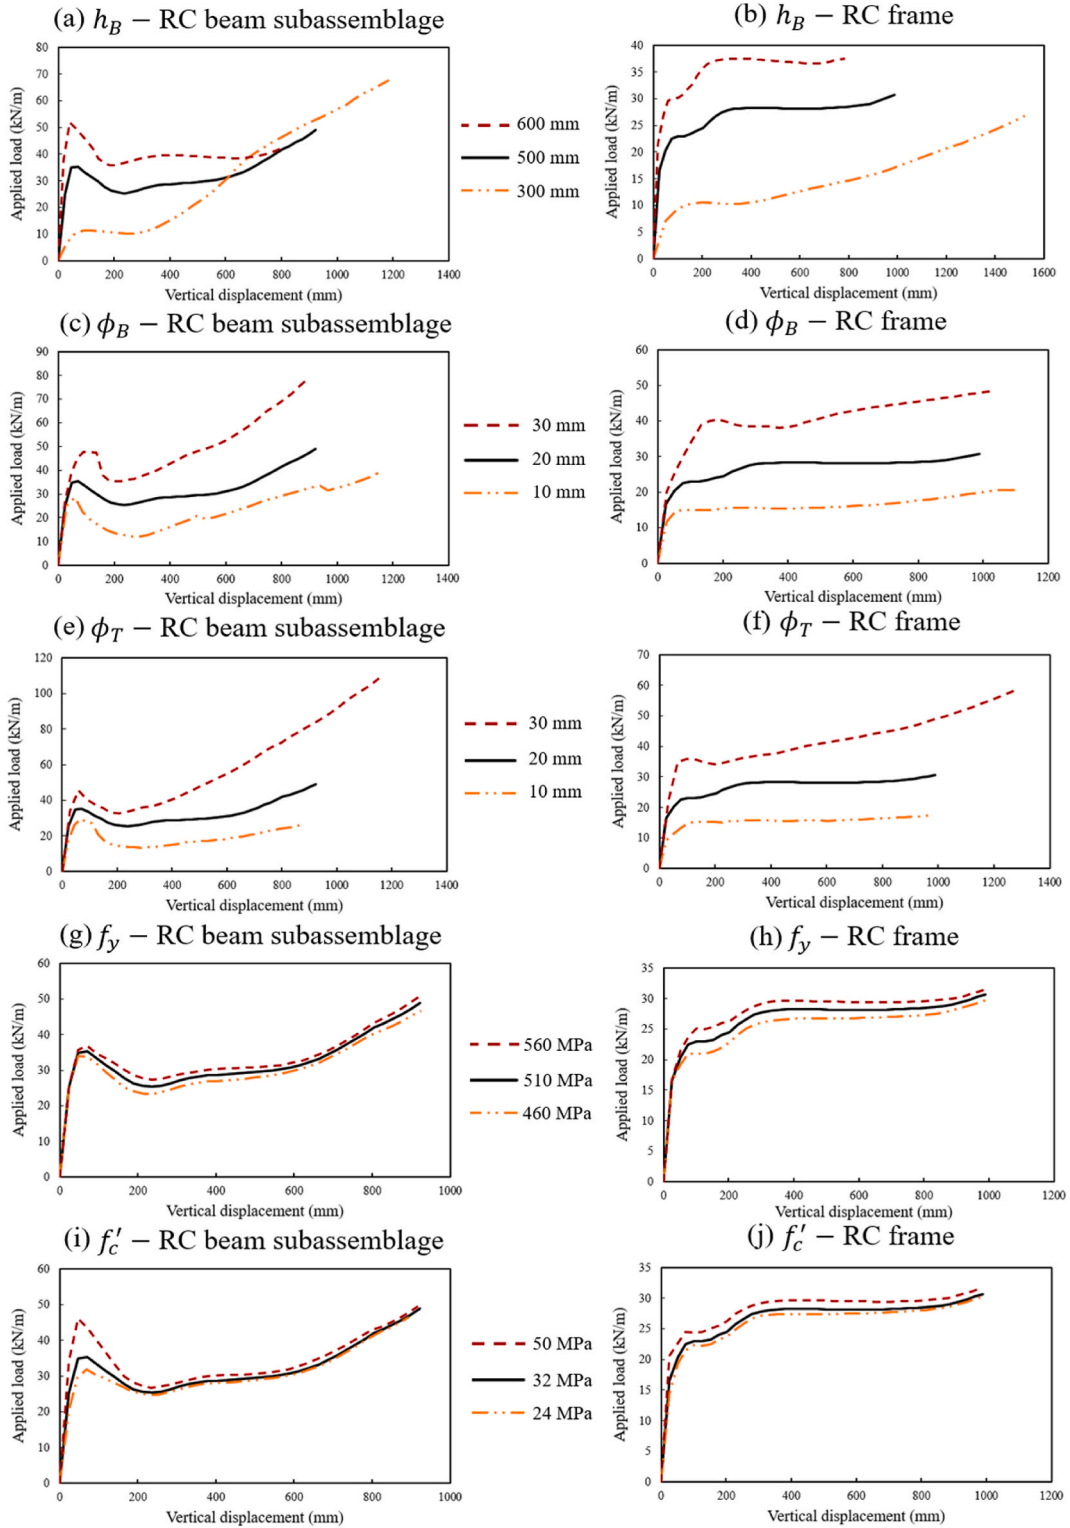 (a) h_B − RC beam subassemblage
80
70
60
50
40
30
20
10
0
0 200 400 600 800 1000 1200 1400
Applied load (kN/m)
Vertical displacement (mm)
600 mm
500 mm
300 mm
(b) h_B − RC frame
40
35
30
25
20
15
10
5
0
0 200 400 600 800 1000 1200 1400 1600
Applied load (kN/m)
Vertical displacement (mm)
(c) ϕ_B − RC beam subassemblage
90
80
70
60
50
40
30
20
10
0
0 200 400 600 800 1000 1200 1400
Applied load (kN/m)
Vertical displacement (mm)
30 mm
20 mm
10 mm
(d) ϕ_B − RC frame
60
50
40
30
20
10
0
0 200 400 600 800 1000 1200
Applied load (kN/m)
Vertical displacement (mm)
(e) ϕ_T − RC beam subassemblage
120
100
80
60
40
20
0
0 200 400 600 800 1000 1200 1400
Applied load (kN/m)
Vertical displacement (mm)
30 mm
20 mm
10 mm
(f) ϕ_T − RC frame
70
60
50
40
30
20
10
0
0 200 400 600 800 1000 1200 1400
Applied load (kN/m)
Vertical displacement (mm)
(g) f_y − RC beam subassemblage
60
50
40
30
20
10
0
0 200 400 600 800 1000
Applied load (kN/m)
Vertical displacement (mm)
560 MPa
510 MPa
460 MPa
(h) f_y − RC frame
35
30
25
20
15
10
5
0
0 200 400 600 800 1000 1200
Applied load (kN/m)
Vertical displacement (mm)
(i) f_c′ − RC beam subassemblage
60
50
40
30
20
10
0
0 200 400 600 800 1000
Applied load (kN/m)
Vertical displacement (mm)
50 MPa
32 MPa
24 MPa
(j) f_c′ − RC frame
35
30
25
20
15
10
5
0
0 200 400 600 800 1000 1200
Applied load (kN/m)
Vertical displacement (mm)